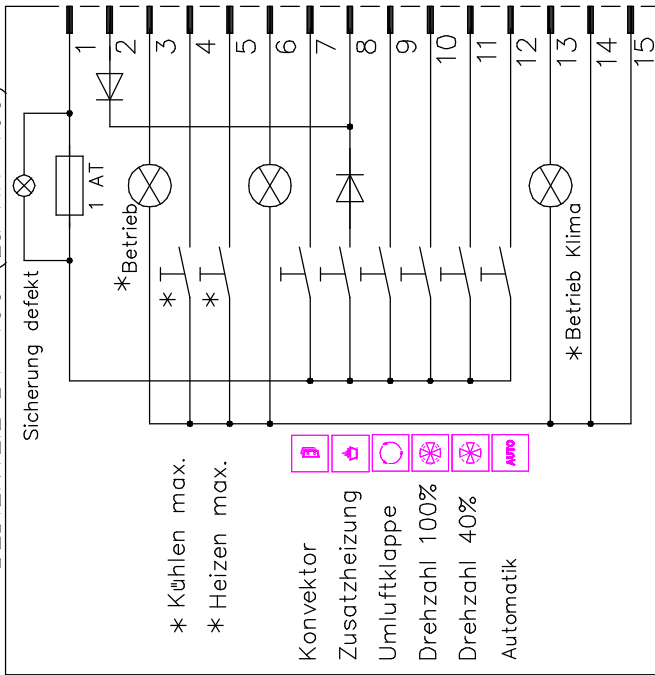 1
2
3
4
5
6
7
8
9
10
11
12
13
14
15
1 AT
Sicherung defekt
*Betrieb
*
*
* Betrieb Klima
* Kühlen max.
* Heizen max.
Konvektor
Zusatzheizung
Umluftklappe
Drehzahl 100%
Drehzahl 40%
Automatik
AUTO